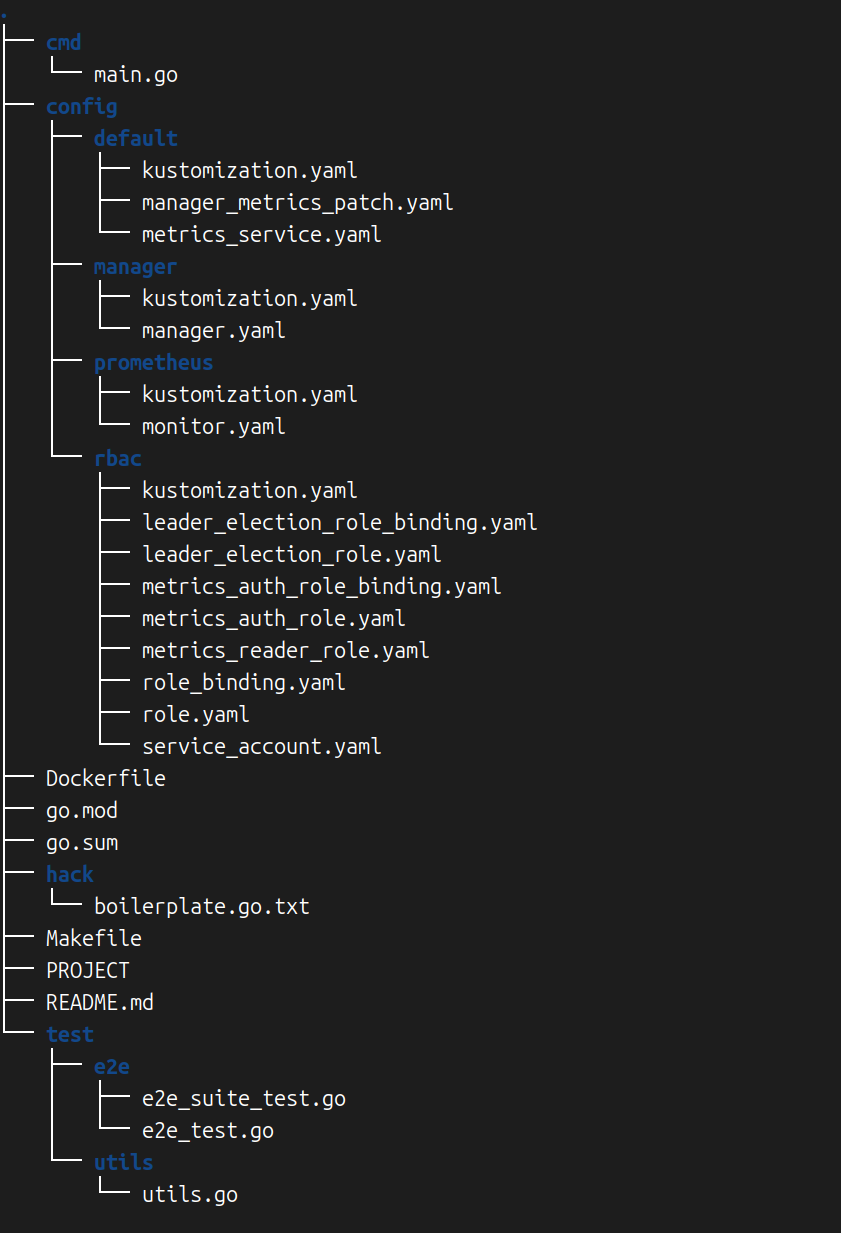 .
cmd
main.go
config
default
kustomization.yaml
manager_metrics_patch.yaml
metrics_service.yaml
manager
kustomization.yaml
manager.yaml
prometheus
kustomization.yaml
monitor.yaml
rbac
kustomization.yaml
leader_election_role_binding.yaml
leader_election_role.yaml
metrics_auth_role_binding.yaml
metrics_auth_role.yaml
metrics_reader_role.yaml
role_binding.yaml
role.yaml
service_account.yaml
Dockerfile
go.mod
go.sum
hack
boilerplate.go.txt
Makefile
PROJECT
README.md
test
e2e
e2e_suite_test.go
e2e_test.go
utils
utils.go